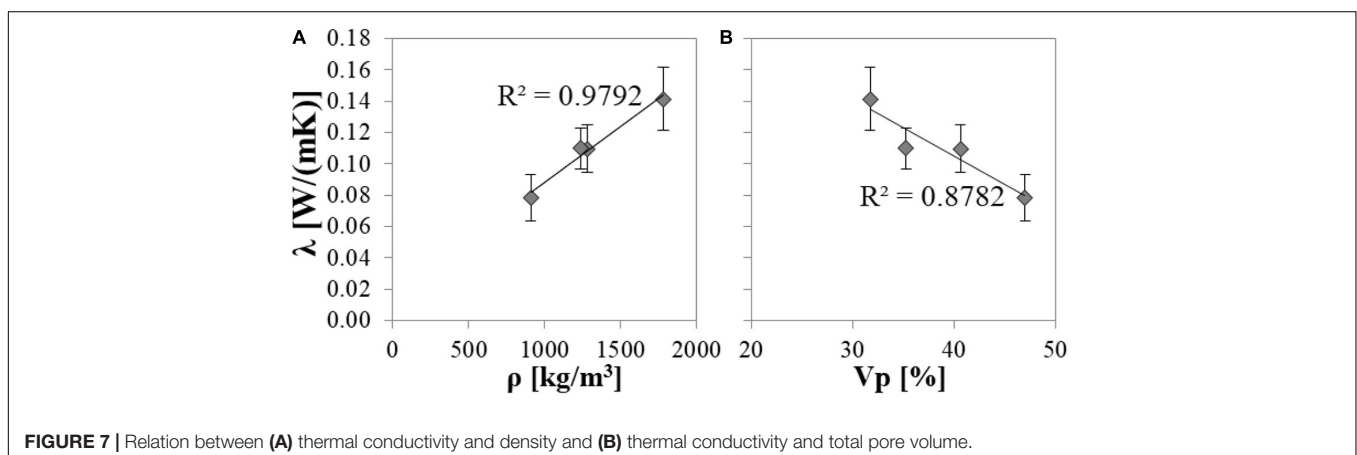 A
B
0.18
0.16
0.14
0.12
0.10
0.08
0.06
0.04
0.02
0.00
λ [W/(mK)]
R² = 0.9792
R² = 0.8782
0 500 1000 1500 2000
20 30 40 50
ρ [kg/m³]
Vp [%]
FIGURE 7 | Relation between (A) thermal conductivity and density and (B) thermal conductivity and total pore volume.